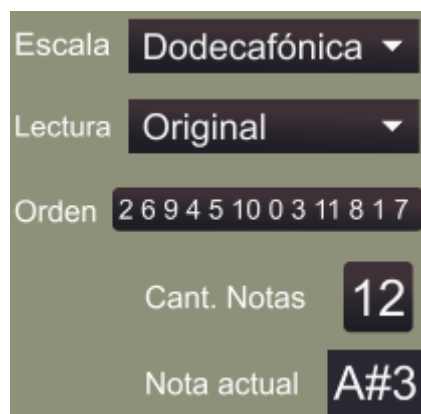 Escala Dodecafónica
Lectura Original
Orden 2 6 9 4 5 10 0 3 11 8 1 7
Cant. Notas 12
Nota actual A#3